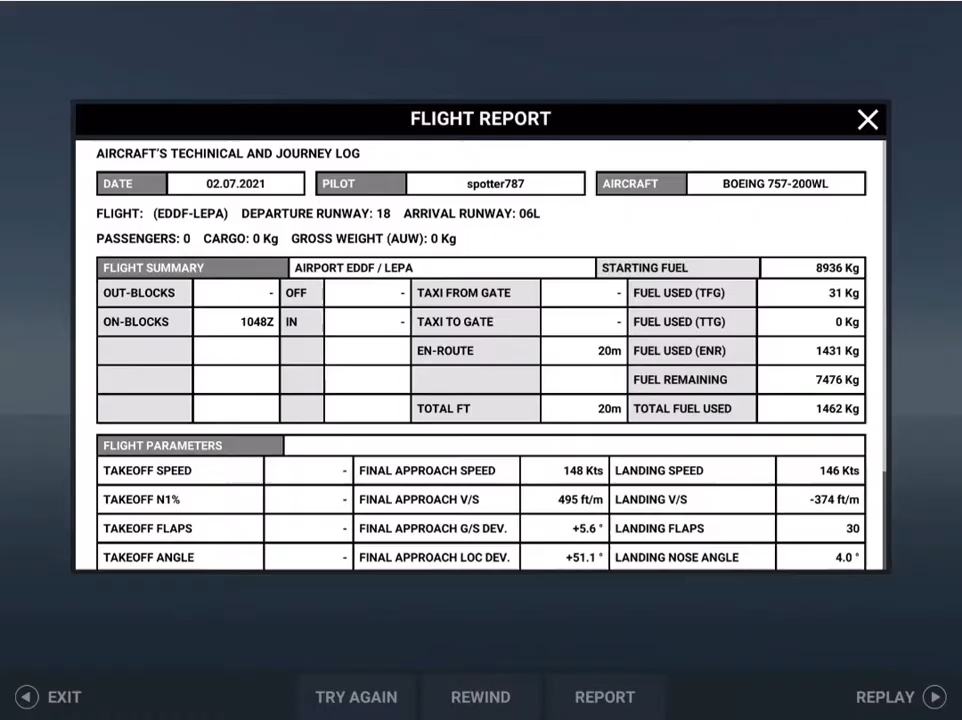 FLIGHT REPORT
AIRCRAFT'S TECHINICAL AND JOURNEY LOG
DATE 02.07.2021 PILOT spotter787 AIRCRAFT BOEING 757-200WL
FLIGHT: (EDDF-LEPA) DEPARTURE RUNWAY: 18 ARRIVAL RUNWAY: 06L
PASSENGERS: 0 CARGO: 0 Kg GROSS WEIGHT (AUW): 0 Kg
FLIGHT SUMMARY AIRPORT EDDF / LEPA STARTING FUEL 8936 Kg
OUT-BLOCKS - OFF - TAXI FROM GATE - FUEL USED (TFG) 31 Kg
ON-BLOCKS 1048Z IN - TAXI TO GATE - FUEL USED (TTG) 0 Kg
EN-ROUTE 20m FUEL USED (ENR) 1431 Kg
FUEL REMAINING 7476 Kg
TOTAL FT 20m TOTAL FUEL USED 1462 Kg
FLIGHT PARAMETERS
TAKEOFF SPEED - FINAL APPROACH SPEED 148 Kts LANDING SPEED 146 Kts
TAKEOFF N1% - FINAL APPROACH V/S 495 ft/m LANDING V/S -374 ft/m
TAKEOFF FLAPS - FINAL APPROACH G/S DEV. +5.6 ° LANDING FLAPS 30
TAKEOFF ANGLE - FINAL APPROACH LOC DEV. +51.1 ° LANDING NOSE ANGLE 4.0 °
EXIT TRY AGAIN REWIND REPORT REPLAY